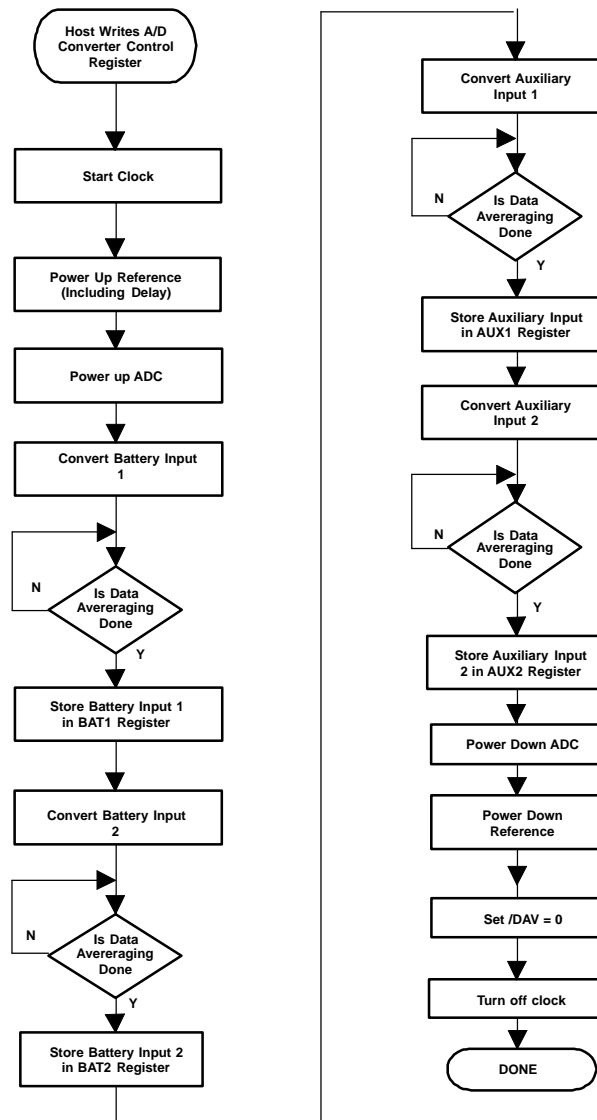 Host Writes A/D
Converter Control
Register
Start Clock
Power Up Reference
(Including Delay)
Power up ADC
Convert Battery Input
1
N
Is Data
Avereraging
Done
Y
Store Battery Input 1
in BAT1 Register
Convert Battery Input
2
N
Is Data
Avereraging
Done
Y
Store Battery Input 2
in BAT2 Register
Convert Auxiliary
Input 1
N
Is Data
Avereraging
Done
Y
Store Auxiliary Input
in AUX1 Register
Convert Auxiliary
Input 2
N
Is Data
Avereraging
Done
Y
Store Auxiliary Input
2 in AUX2 Register
Power Down ADC
Power Down
Reference
Set /DAV = 0
Turn off clock
DONE